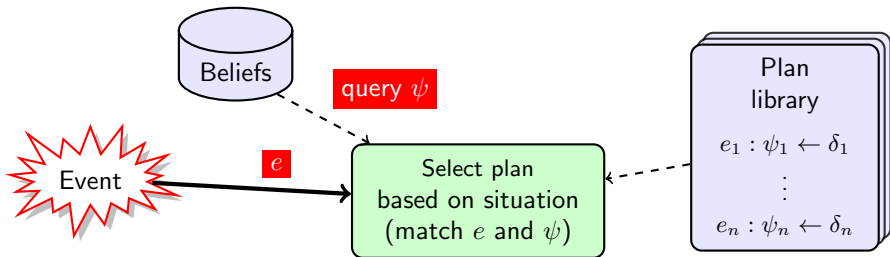 Beliefs
query ψ
Event
e
Select plan
based on situation
(match e and ψ)
Plan
library
e₁ : ψ₁ ← δ₁
⋮
eₙ : ψₙ ← δₙ